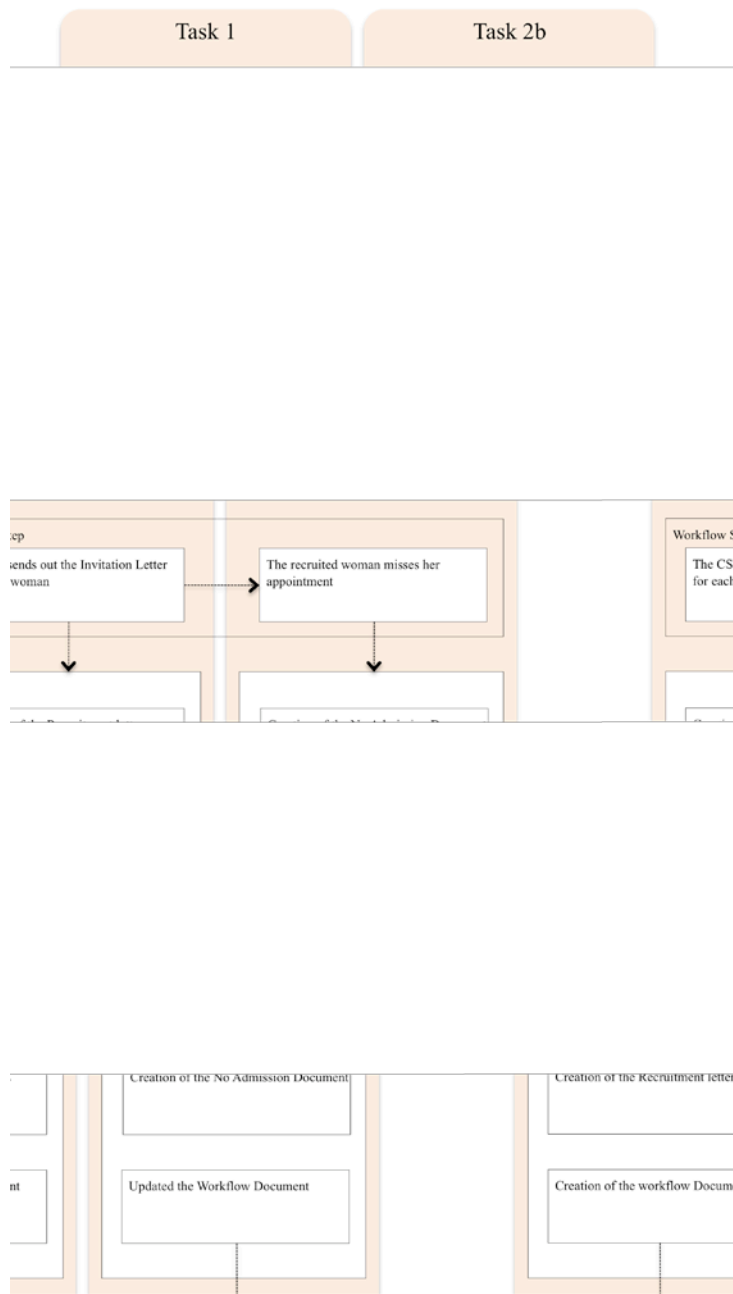 Task 1
Task 2b
ep
sends out the Invitation Letter
woman
The recruited woman misses her
appointment
Workflow S
The CS
for each
Creation of the No Admission Document
Creation of the Recruitment letter
nt
Updated the Workflow Document
Creation of the workflow Docum